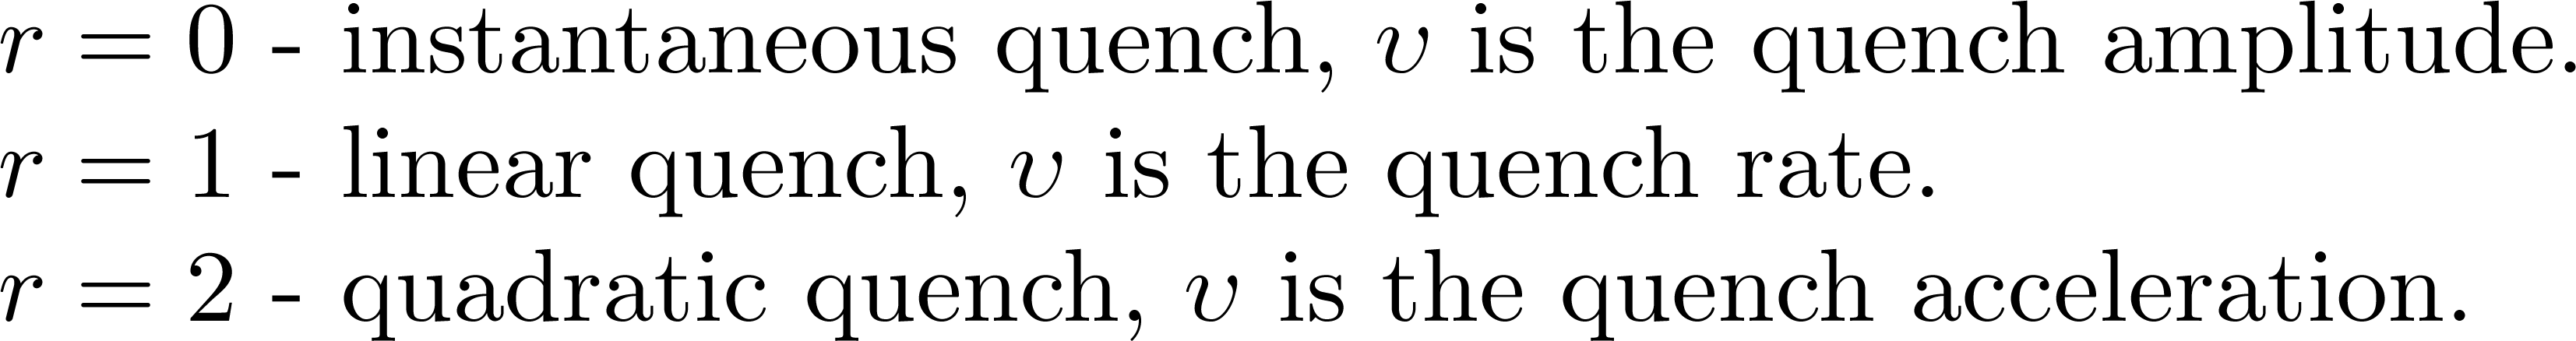 r = 0 - instantaneous quench, υ is the quench amplitude.
r = 1 - linear quench, υ is the quench rate.
r = 2 - quadratic quench, υ is the quench acceleration.